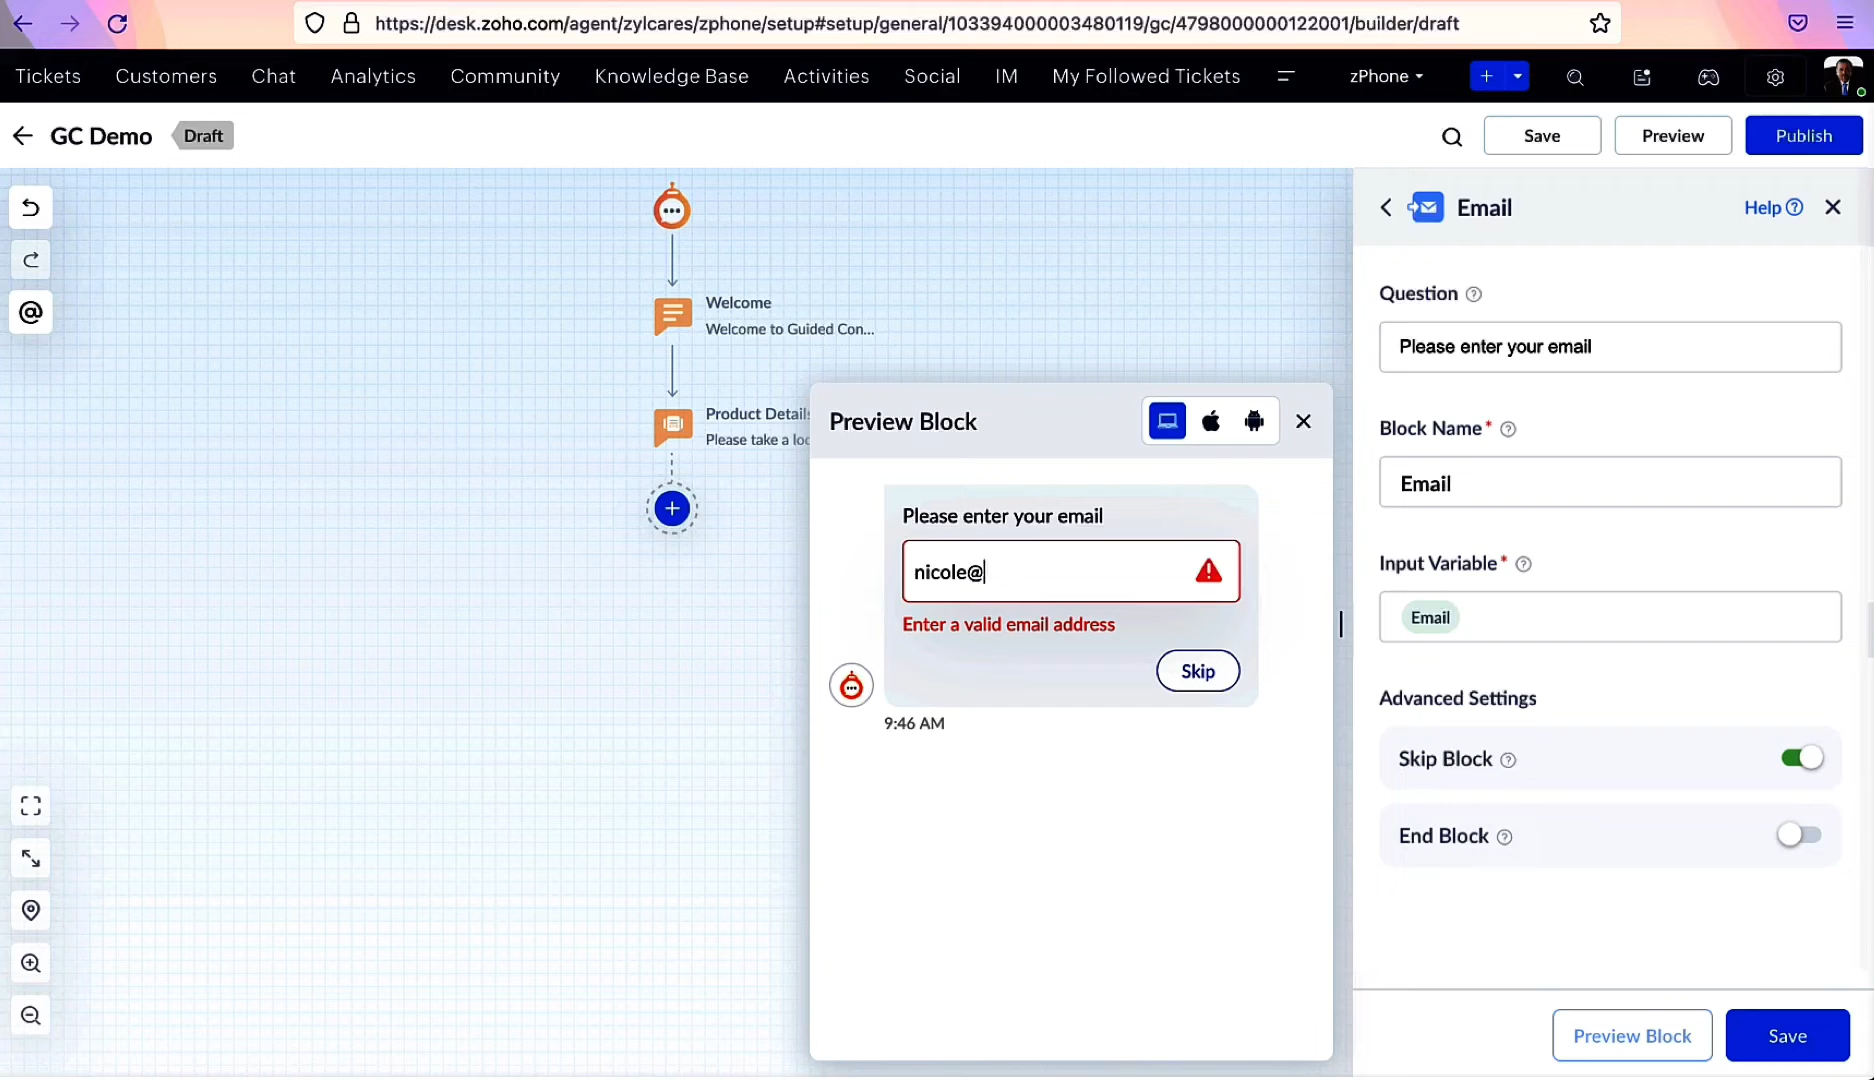 https://desk.zoho.com/agent/zylcares/zphone/setup#setup/general/103394000003480119/gc/4798000000122001/builder/draft
Tickets Customers Chat Analytics Community Knowledge Base Activities Social IM My Followed Tickets zPhone
GC Demo Draft Save Preview Publish
Email Help
Welcome
Welcome to Guided Con...
Product Details
Please take a loo
Preview Block
Please enter your email
nicole@
Enter a valid email address
Skip
9:46 AM
Question
Please enter your email
Block Name*
Email
Input Variable*
Email
Advanced Settings
Skip Block
End Block
Preview Block Save